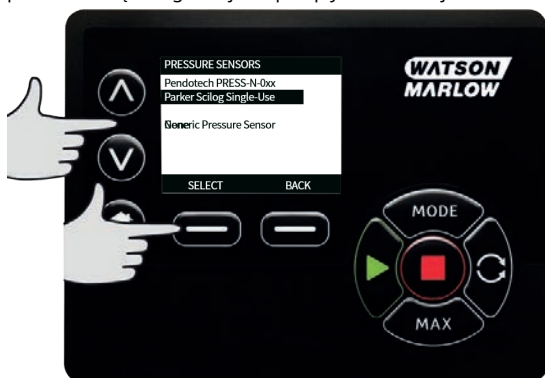 PRESSURE SENSORS
WATSON
MARLOW
Pendotech PRESS-N-0xx
Parker Scilog Single-Use
Generic Pressure Sensor
SELECT BACK
MODE
MAX